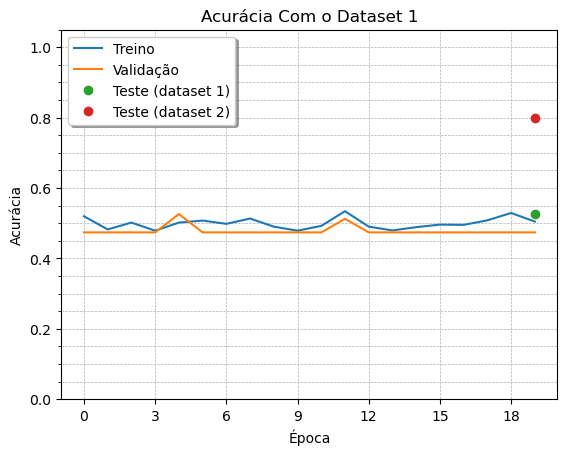 Acurácia Com o Dataset 1
Treino
Validação
Teste (dataset 1)
Teste (dataset 2)
1.0
0.8
0.6
0.4
0.2
0.0
Acurácia
0 3 6 9 12 15 18
Época